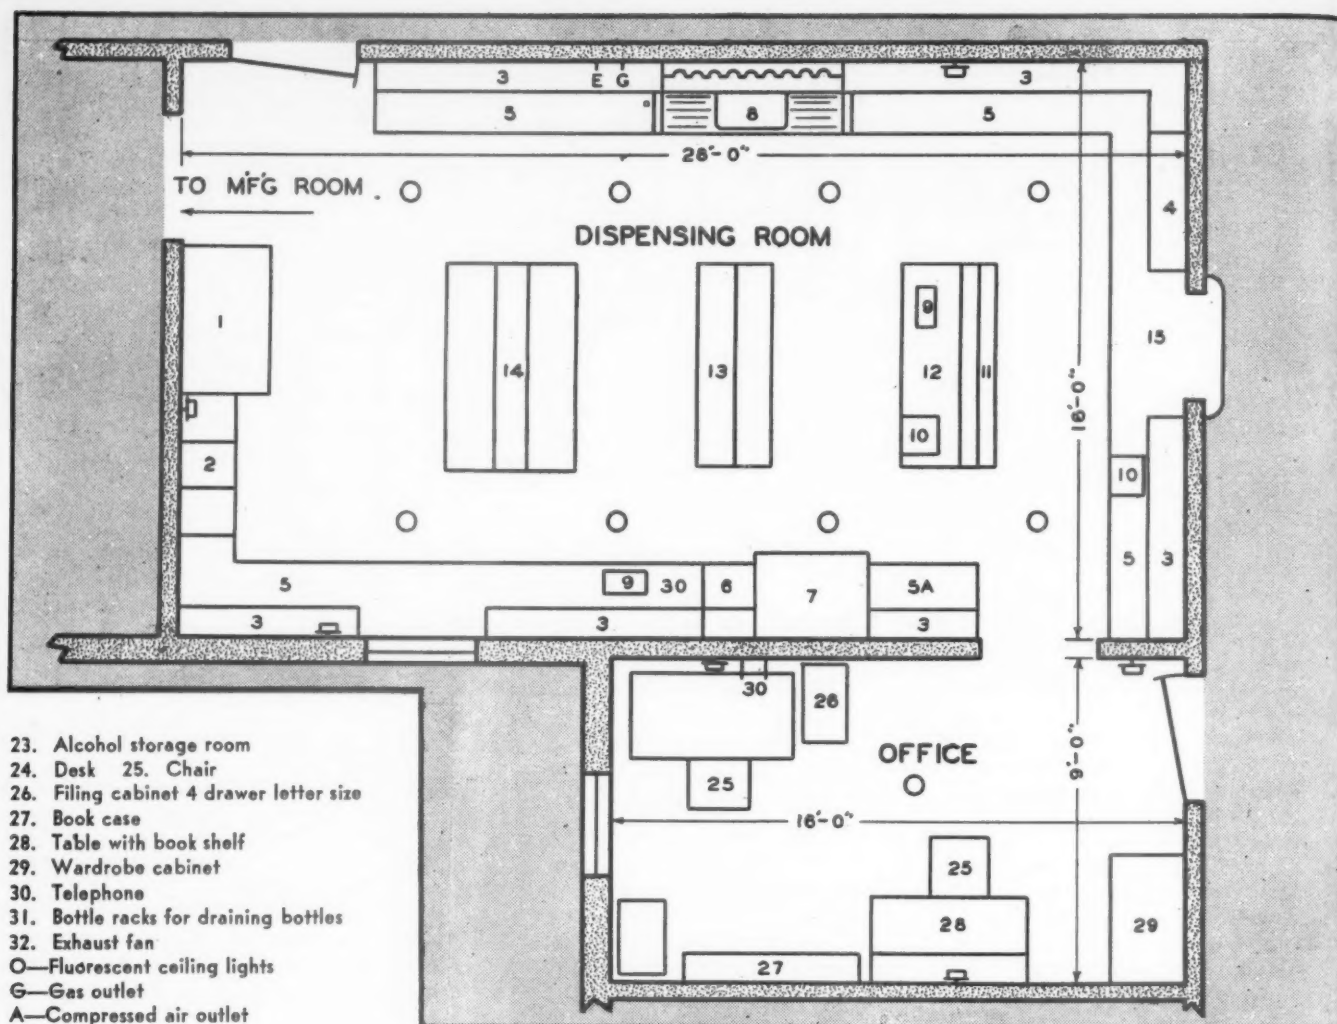 3 E G 3
5 8 5
28'-0"
TO M'F'G ROOM
4
DISPENSING ROOM
1 14 13 9 12 11 15
16'-0"
10
2 10
5 9 30 6 7 5A 5 3
3 3 3
30 26
OFFICE
9'-0"
25
16'-0"
25
28 29
27
23. Alcohol storage room
24. Desk 25. Chair
26. Filing cabinet 4 drawer letter size
27. Book case
28. Table with book shelf
29. Wardrobe cabinet
30. Telephone
31. Bottle racks for draining bottles
32. Exhaust fan
O—Fluorescent ceiling lights
G—Gas outlet
A—Compressed air outlet